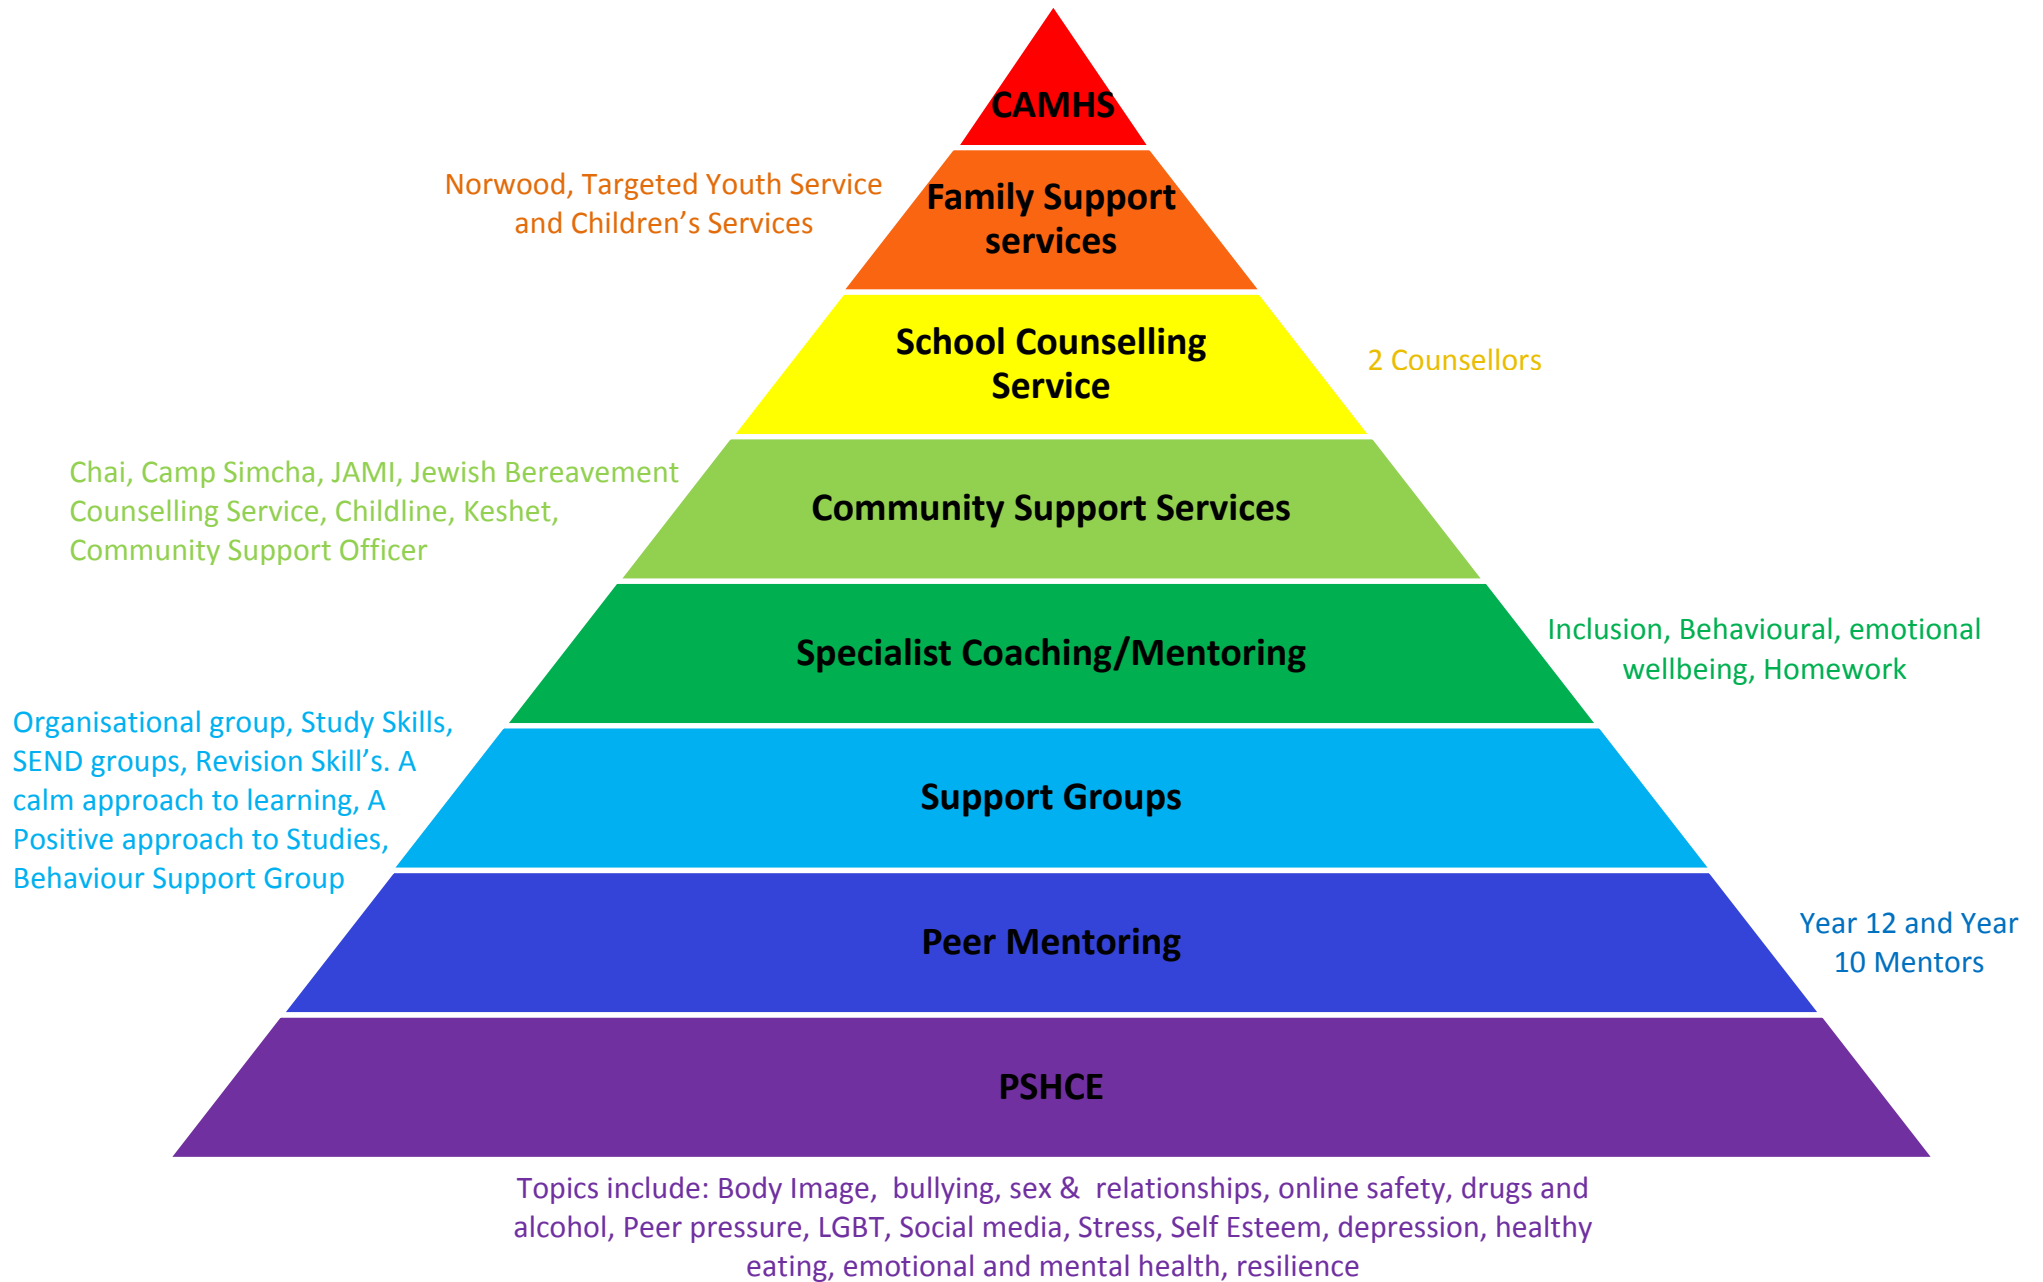 CAMHS
Norwood, Targeted Youth Service
and Children’s Services
Family Support
services
School Counselling
Service
2 Counsellors
Chai, Camp Simcha, JAMI, Jewish Bereavement
Counselling Service, Childline, Keshet,
Community Support Officer
Community Support Services
Specialist Coaching/Mentoring
Inclusion, Behavioural, emotional
wellbeing, Homework
Organisational group, Study Skills,
SEND groups, Revision Skill’s. A
calm approach to learning, A
Positive approach to Studies,
Behaviour Support Group
Support Groups
Peer Mentoring
Year 12 and Year
10 Mentors
PSHCE
Topics include: Body Image,  bullying, sex &  relationships, online safety, drugs and
alcohol, Peer pressure, LGBT, Social media, Stress, Self Esteem, depression, healthy
eating, emotional and mental health, resilience